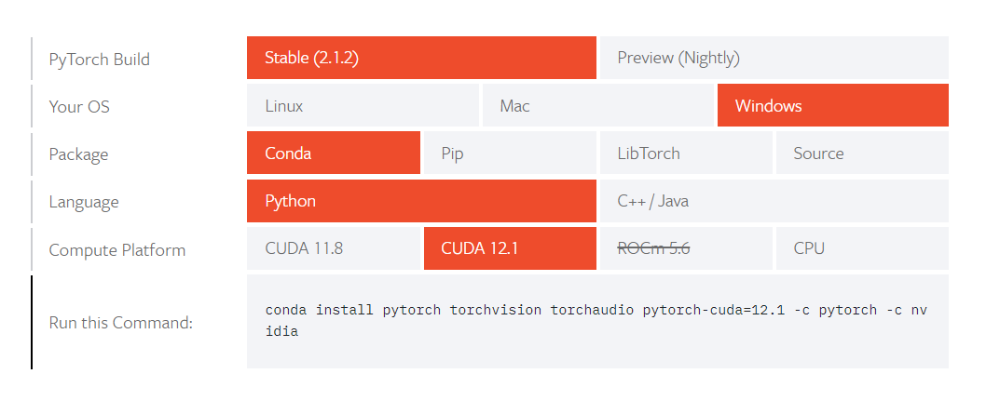 PyTorch Build
Stable (2.1.2)
Preview (Nightly)
Your OS
Linux
Mac
Windows
Package
Conda
Pip
LibTorch
Source
Language
Python
C++ / Java
Compute Platform
CUDA 11.8
CUDA 12.1
ROCm 5.6
CPU
Run this Command:
conda install pytorch torchvision torchaudio pytorch-cuda=12.1 -c pytorch -c nv
idia